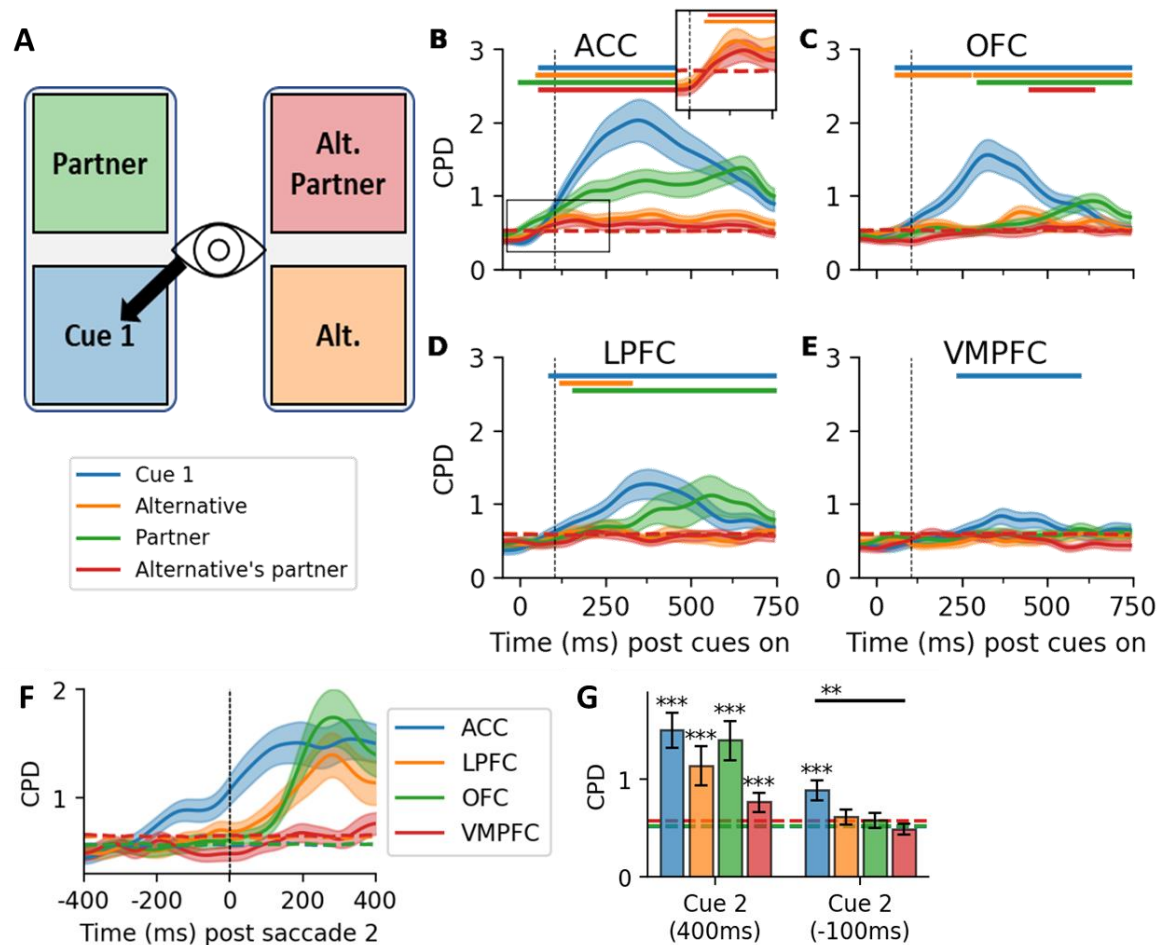 A
Partner
Alt.
Partner
Cue 1
Alt.
Cue 1
Alternative
Partner
Alternative's partner
B
ACC
3
2
1
0
CPD
C
OFC
3
2
1
0
D
LPFC
3
2
1
0
CPD
0 250 500 750
Time (ms) post cues on
E
VMPFC
3
2
1
0
0 250 500 750
Time (ms) post cues on
F
2
1
CPD
-400 -200 0 200 400
Time (ms) post saccade 2
ACC
LPFC
OFC
VMPFC
G
**
*** *** *** ***
***
1
0
CPD
Cue 2
(400ms)
Cue 2
(-100ms)